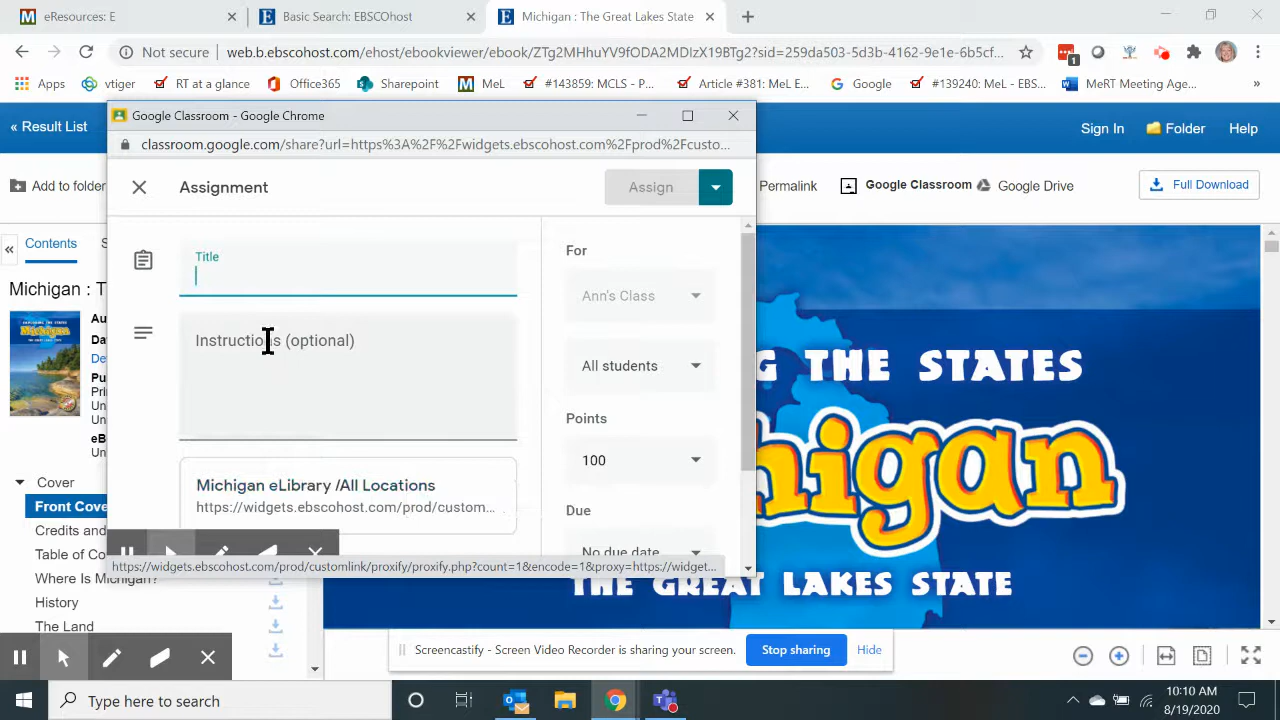 eResources: E
Basic Search: EBSCOhost
Michigan : The Great Lakes State
Not secure
web.b.ebscohost.com/ehost/ebookviewer/ebook/ZTg2MHhuYV9fODA2MDIzX19BTg2?sid=259da503-5d3b-4162-9e1e-6b5cf...
1
Apps
vtiger
RT at a glance
Office365
Sharepoint
MeL
#143859: MCLS - P...
Article #381: MeL E...
Google
#139240: MeL - EBS...
MeRT Meeting Age...
« Result List
Sign In
Folder
Help
Google Classroom - Google Chrome
classroom.google.com/share?url=https%3A%2F%2Fwidgets.ebscohost.com%2Fprod%2Fcusto...
Add to folder
Assignment
Assign
Permalink
Google Classroom
Google Drive
Full Download
Contents
Title
For
Ann's Class
Michigan : T
Instructions (optional)
All students
Points
100
Due
No due date
Michigan eLibrary /All Locations
https://widgets.ebscohost.com/prod/custom...
https://widgets.ebscohost.com/prod/customlink/proxify/proxify.php?count=1&encode=1&proxy=https://widget...
Cover
Front Cove
Credits and
Table of Co
Where Is Michigan?
History
The Land
G THE STATES
higan
THE GREAT LAKES STATE
Screencastify - Screen Video Recorder is sharing your screen.
Stop sharing
Hide
Type here to search
10:10 AM
8/19/2020